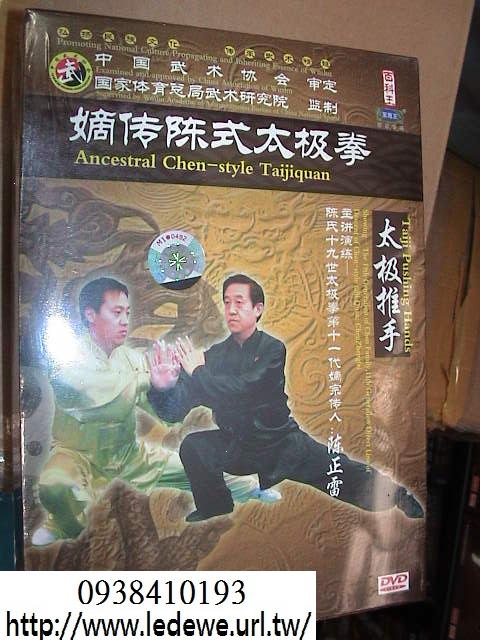 弘扬民族文化 传承武术精髓
Promoting National Culture Propagating and Inheriting Essence of Wushu
中国武术协会 审定
Examined and approved by China Association of Wushu
国家体育总局武术研究院 监制
武
嫡传陈式太极拳
Ancestral Chen-style Taijiquan
太极推手
Taiji Pushing Hands
主讲演练—
陈氏十九世太极拳第十一代嫡宗传人:陈正雷
DVD
0938410193
http://www.ledewe.url.tw/